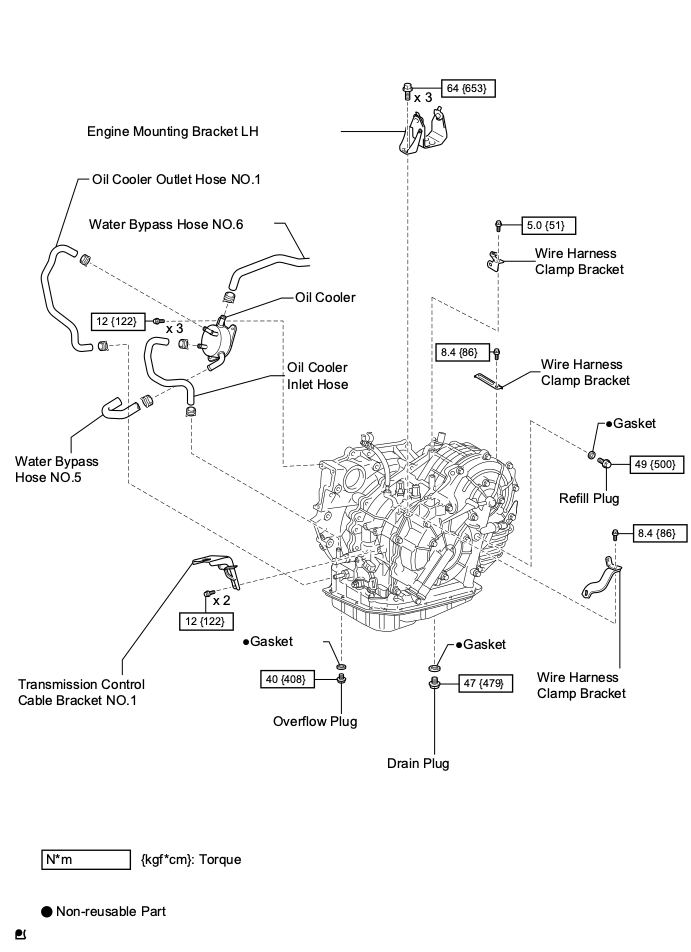 64 {653}
x 3
Engine Mounting Bracket LH
Oil Cooler Outlet Hose NO.1
Water Bypass Hose NO.6
5.0 {51}
Wire Harness
Clamp Bracket
Oil Cooler
12 {122}
x 3
8.4 {86}
Wire Harness
Clamp Bracket
Oil Cooler
Inlet Hose
●Gasket
Water Bypass
Hose NO.5
49 {500}
Refill Plug
8.4 {86}
x 2
12 {122}
●Gasket
●Gasket
40 {408}
47 {479}
Wire Harness
Clamp Bracket
Transmission Control
Cable Bracket NO.1
Overflow Plug
Drain Plug
N*m {kgf*cm}: Torque
● Non-reusable Part